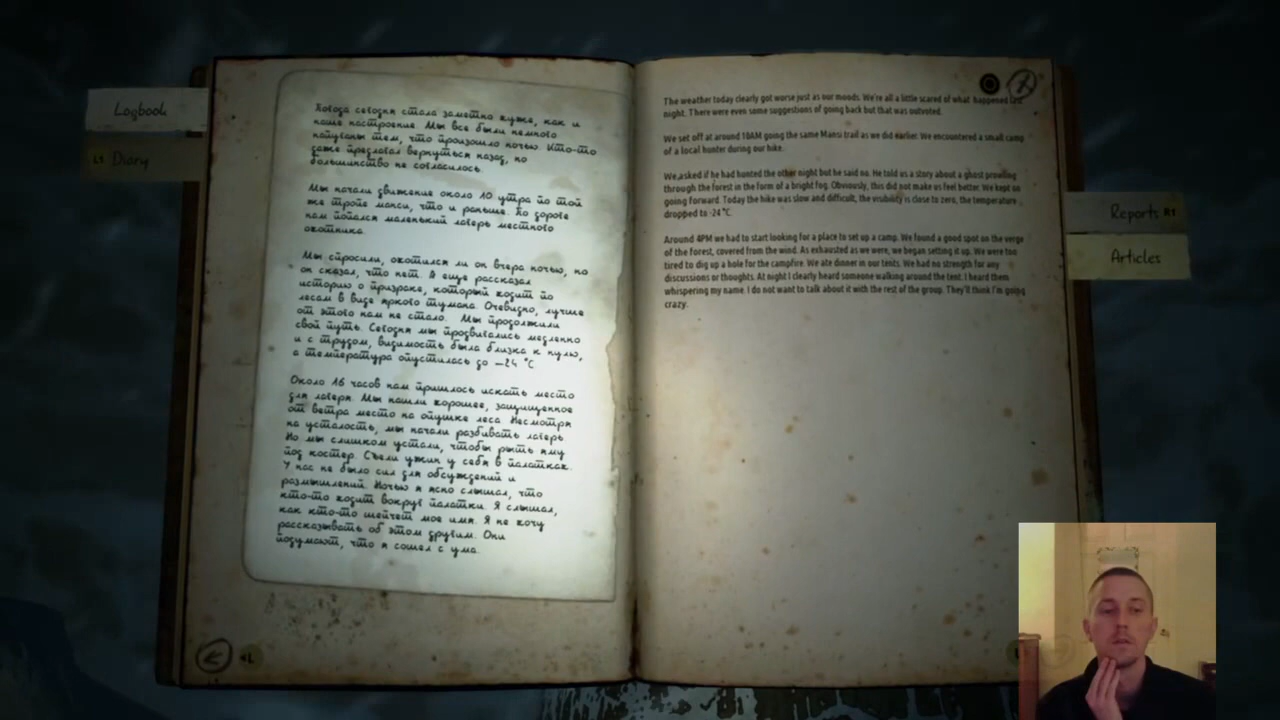 Logbook
L1 Diary
Погода сегодня стала заметно хуже, как и
наше настроение. Мы все были немного
напуганы тем, что произошло ночью. Кто-то
даже предлагал вернуться назад, но
большинство не согласилось.
Мы начали движение около 10 утра по той
же тропе манси, что и раньше. По дороге
нам попался маленький лагерь местного
охотника.
Мы спросили, охотился ли он вчера ночью, но
он сказал, что нет. А еще рассказал
историю о призраке, который ходит по
лесам в виде яркого тумана. Очевидно, лучше
от этого нам не стало. Мы продолжили
свой путь. Сегодня мы продвигались медленно
и с трудом, видимость была близка к нулю,
а температура опустилась до -24 °C
Около 16 часов нам пришлось искать место
для лагеря. Мы нашли хорошее, защищенное
от ветра место на опушке леса. Несмотря
на усталость, мы начали разбивать лагерь
Но мы слишком устали, чтобы рыть яму
под костер. Съели ужин у себя в палатках.
У нас не было сил для обсуждений и
размышлений. Ночью я ясно слышал, что
кто-то ходит вокруг палатки. Я слышал,
как кто-то шепчет мое имя. Я не хочу
рассказывать об этом другим. Они
подумают, что я сошел с ума.
L
The weather today clearly got worse just as our moods. We're all a little scared of what happened last
night. There were even some suggestions of going back but that was outvoted.
We set off at around 10AM going the same Mansi trail as we did earlier. We encountered a small camp
of a local hunter during our hike.
We asked if he had hunted the other night but he said no. He told us a story about a ghost prowling
through the forest in the form of a bright fog. Obviously, this did not make us feel better. We kept on
going forward. Today the hike was slow and difficult, the visibility is close to zero, the temperature
dropped to -24 °C.
Around 4PM we had to start looking for a place to set up a camp. We found a good spot on the verge
of the forest, covered from the wind. As exhausted as we were, we began setting it up. We were too
tired to dig up a hole for the campfire. We ate dinner in our tents. We had no strength for any
discussions or thoughts. At night I clearly heard someone walking around the tent. I heard them
whispering my name. I do not want to talk about it with the rest of the group. They'll think I'm going
crazy.
Reports R1
Articles